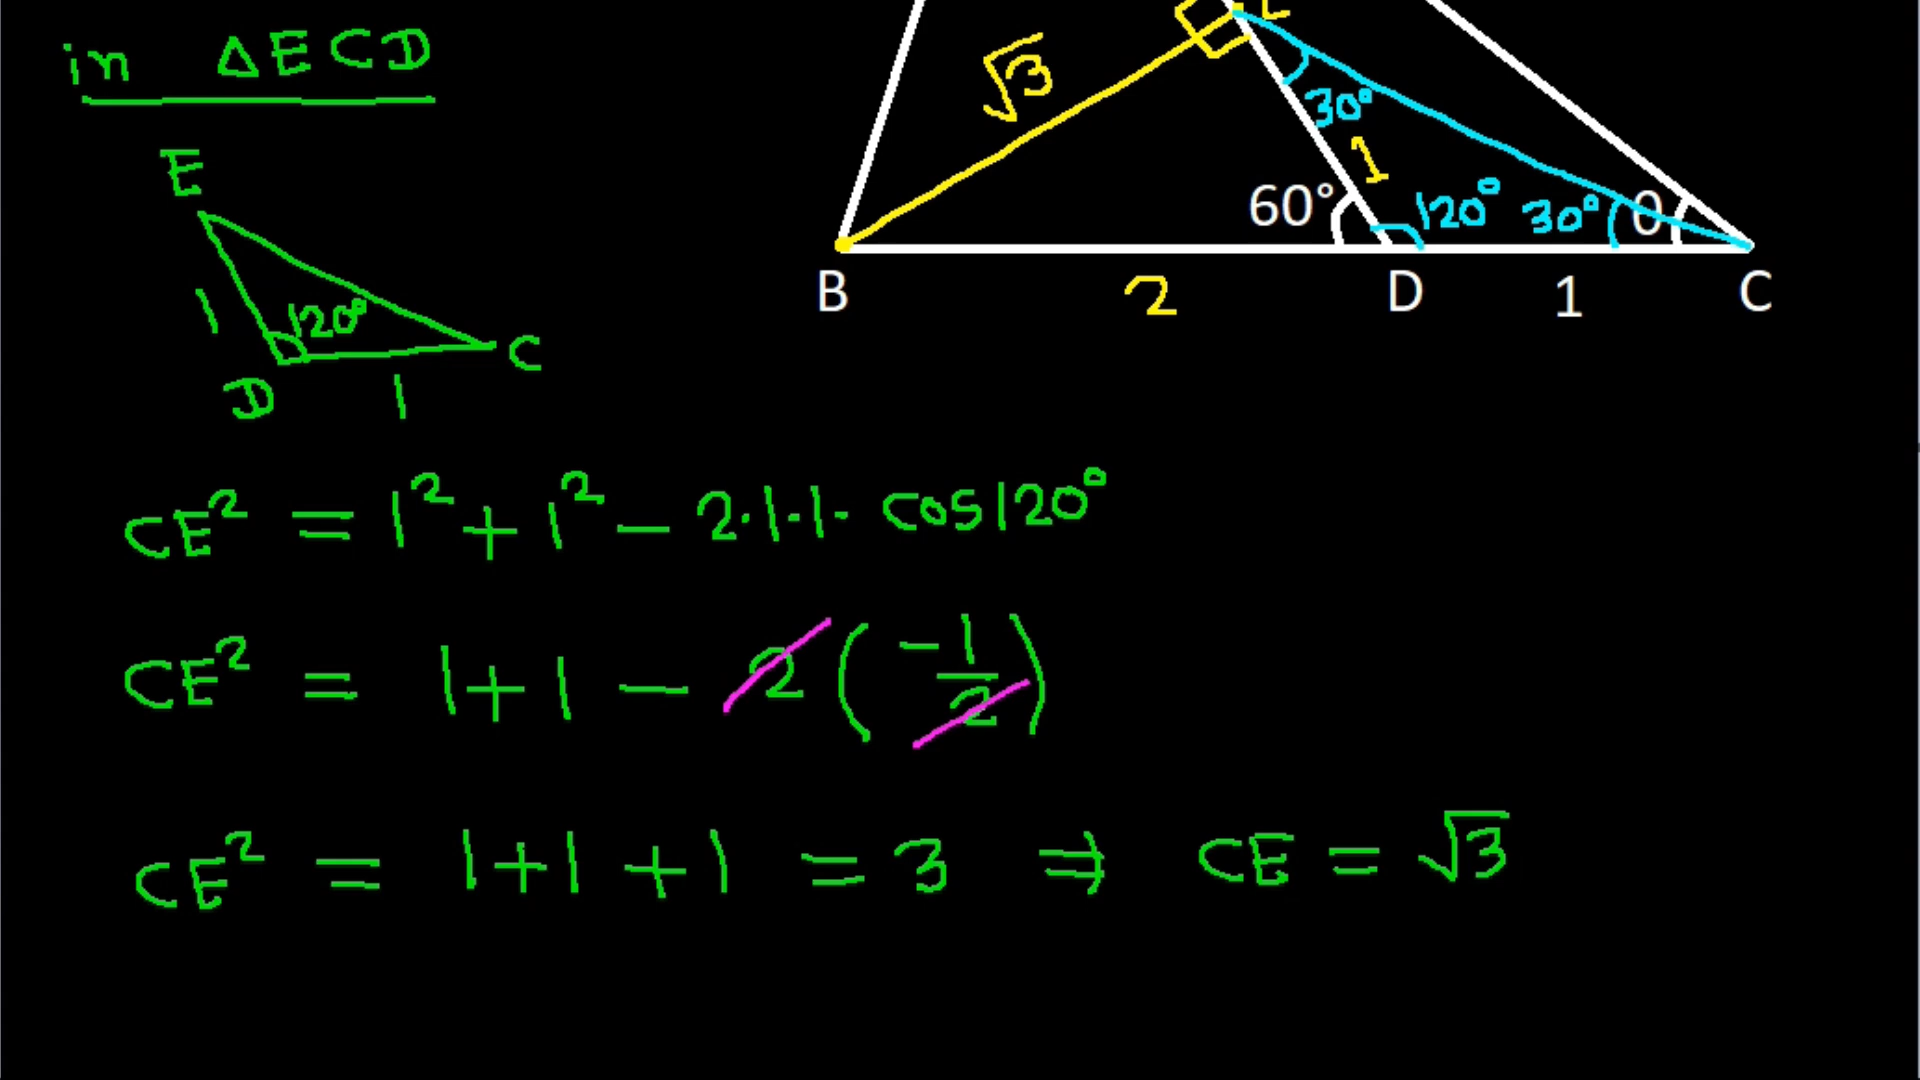 in ΔECD
E
1
120°
D
1
C
√3
30°
1
60°
120°
30°
θ
B
2
D
1
C
CE² = 1² + 1² - 2·1·1· cos120°
CE² = 1+1 - 2(-1/2)
CE² = 1+1+1 = 3 ⇒ CE = √3